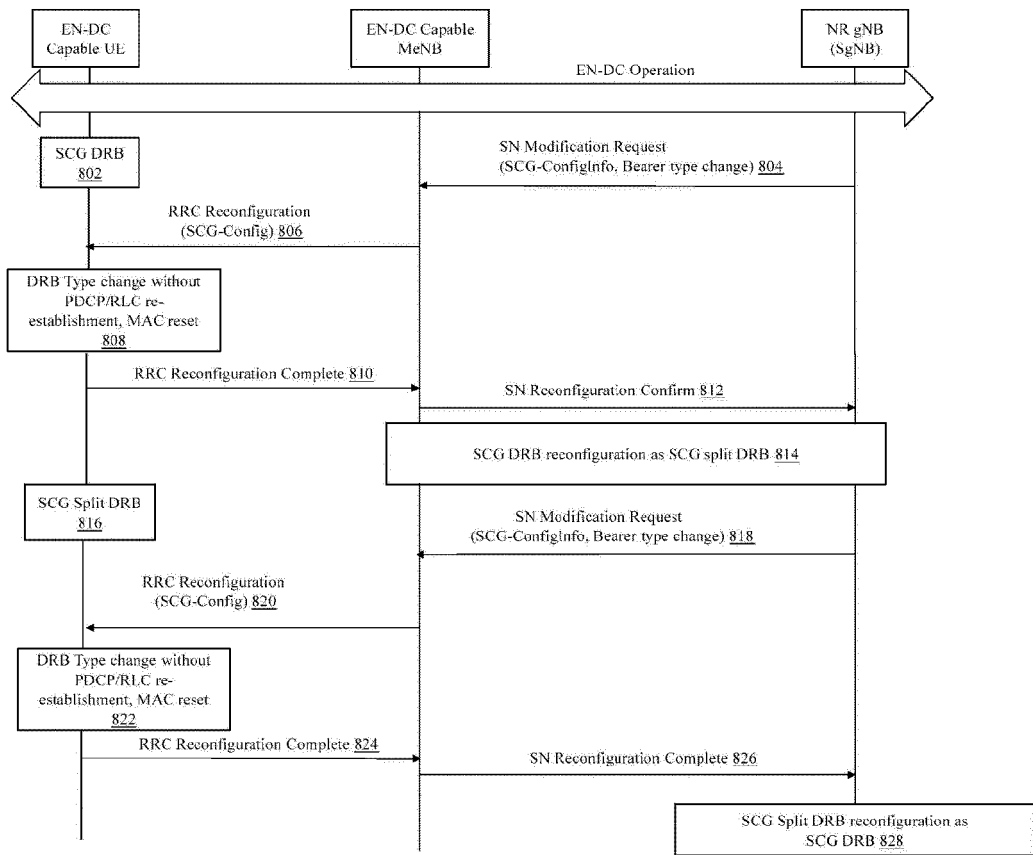 EN-DC
Capable UE
EN-DC Capable
MeNB
NR gNB
(SgNB)
EN-DC Operation
SCG DRB
802
SN Modification Request
(SCG-ConfigInfo, Bearer type change) 804
RRC Reconfiguration
(SCG-Config) 806
DRB Type change without
PDCP/RLC re-
establishment, MAC reset
808
RRC Reconfiguration Complete 810
SN Reconfiguration Confirm 812
SCG DRB reconfiguration as SCG split DRB 814
SCG Split DRB
816
SN Modification Request
(SCG-ConfigInfo, Bearer type change) 818
RRC Reconfiguration
(SCG-Config) 820
DRB Type change without
PDCP/RLC re-
establishment, MAC reset
822
RRC Reconfiguration Complete 824
SN Reconfiguration Complete 826
SCG Split DRB reconfiguration as
SCG DRB 828